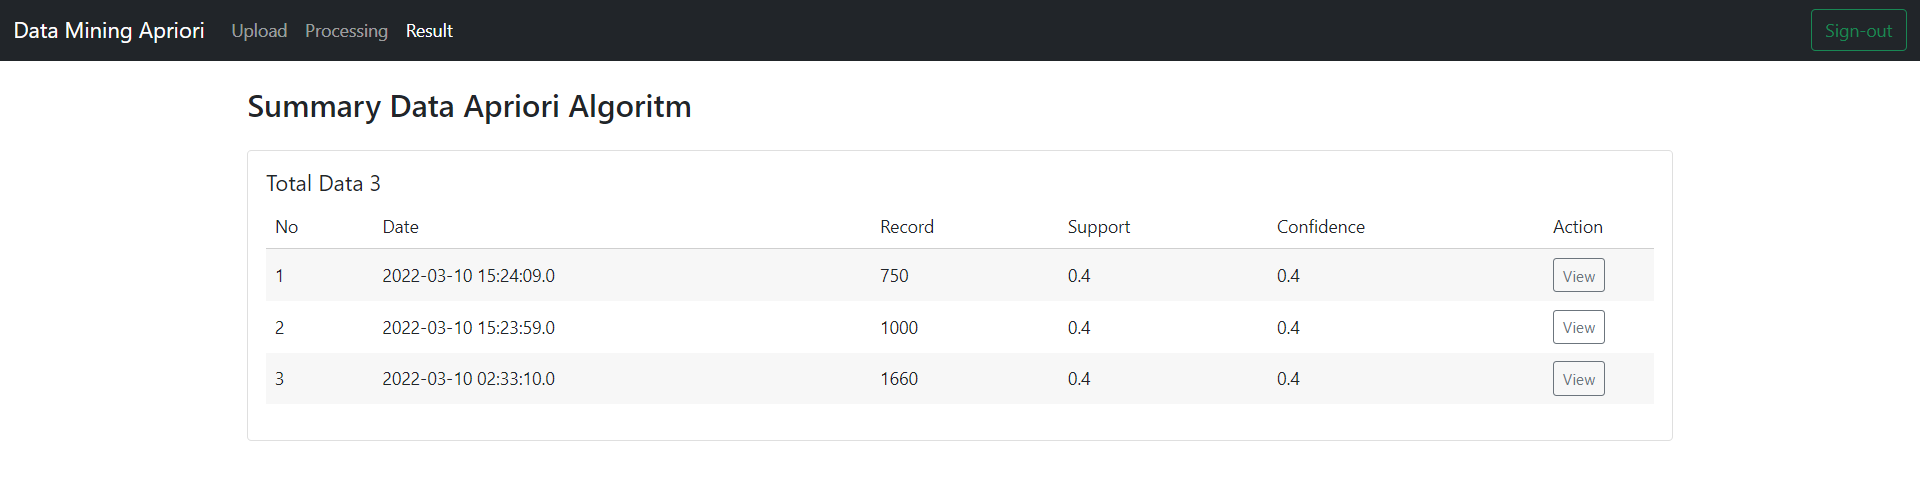 Data Mining Apriori Upload Processing Result Sign-out
Summary Data Apriori Algoritm
Total Data 3
No Date Record Support Confidence Action
1 2022-03-10 15:24:09.0 750 0.4 0.4 View
2 2022-03-10 15:23:59.0 1000 0.4 0.4 View
3 2022-03-10 02:33:10.0 1660 0.4 0.4 View